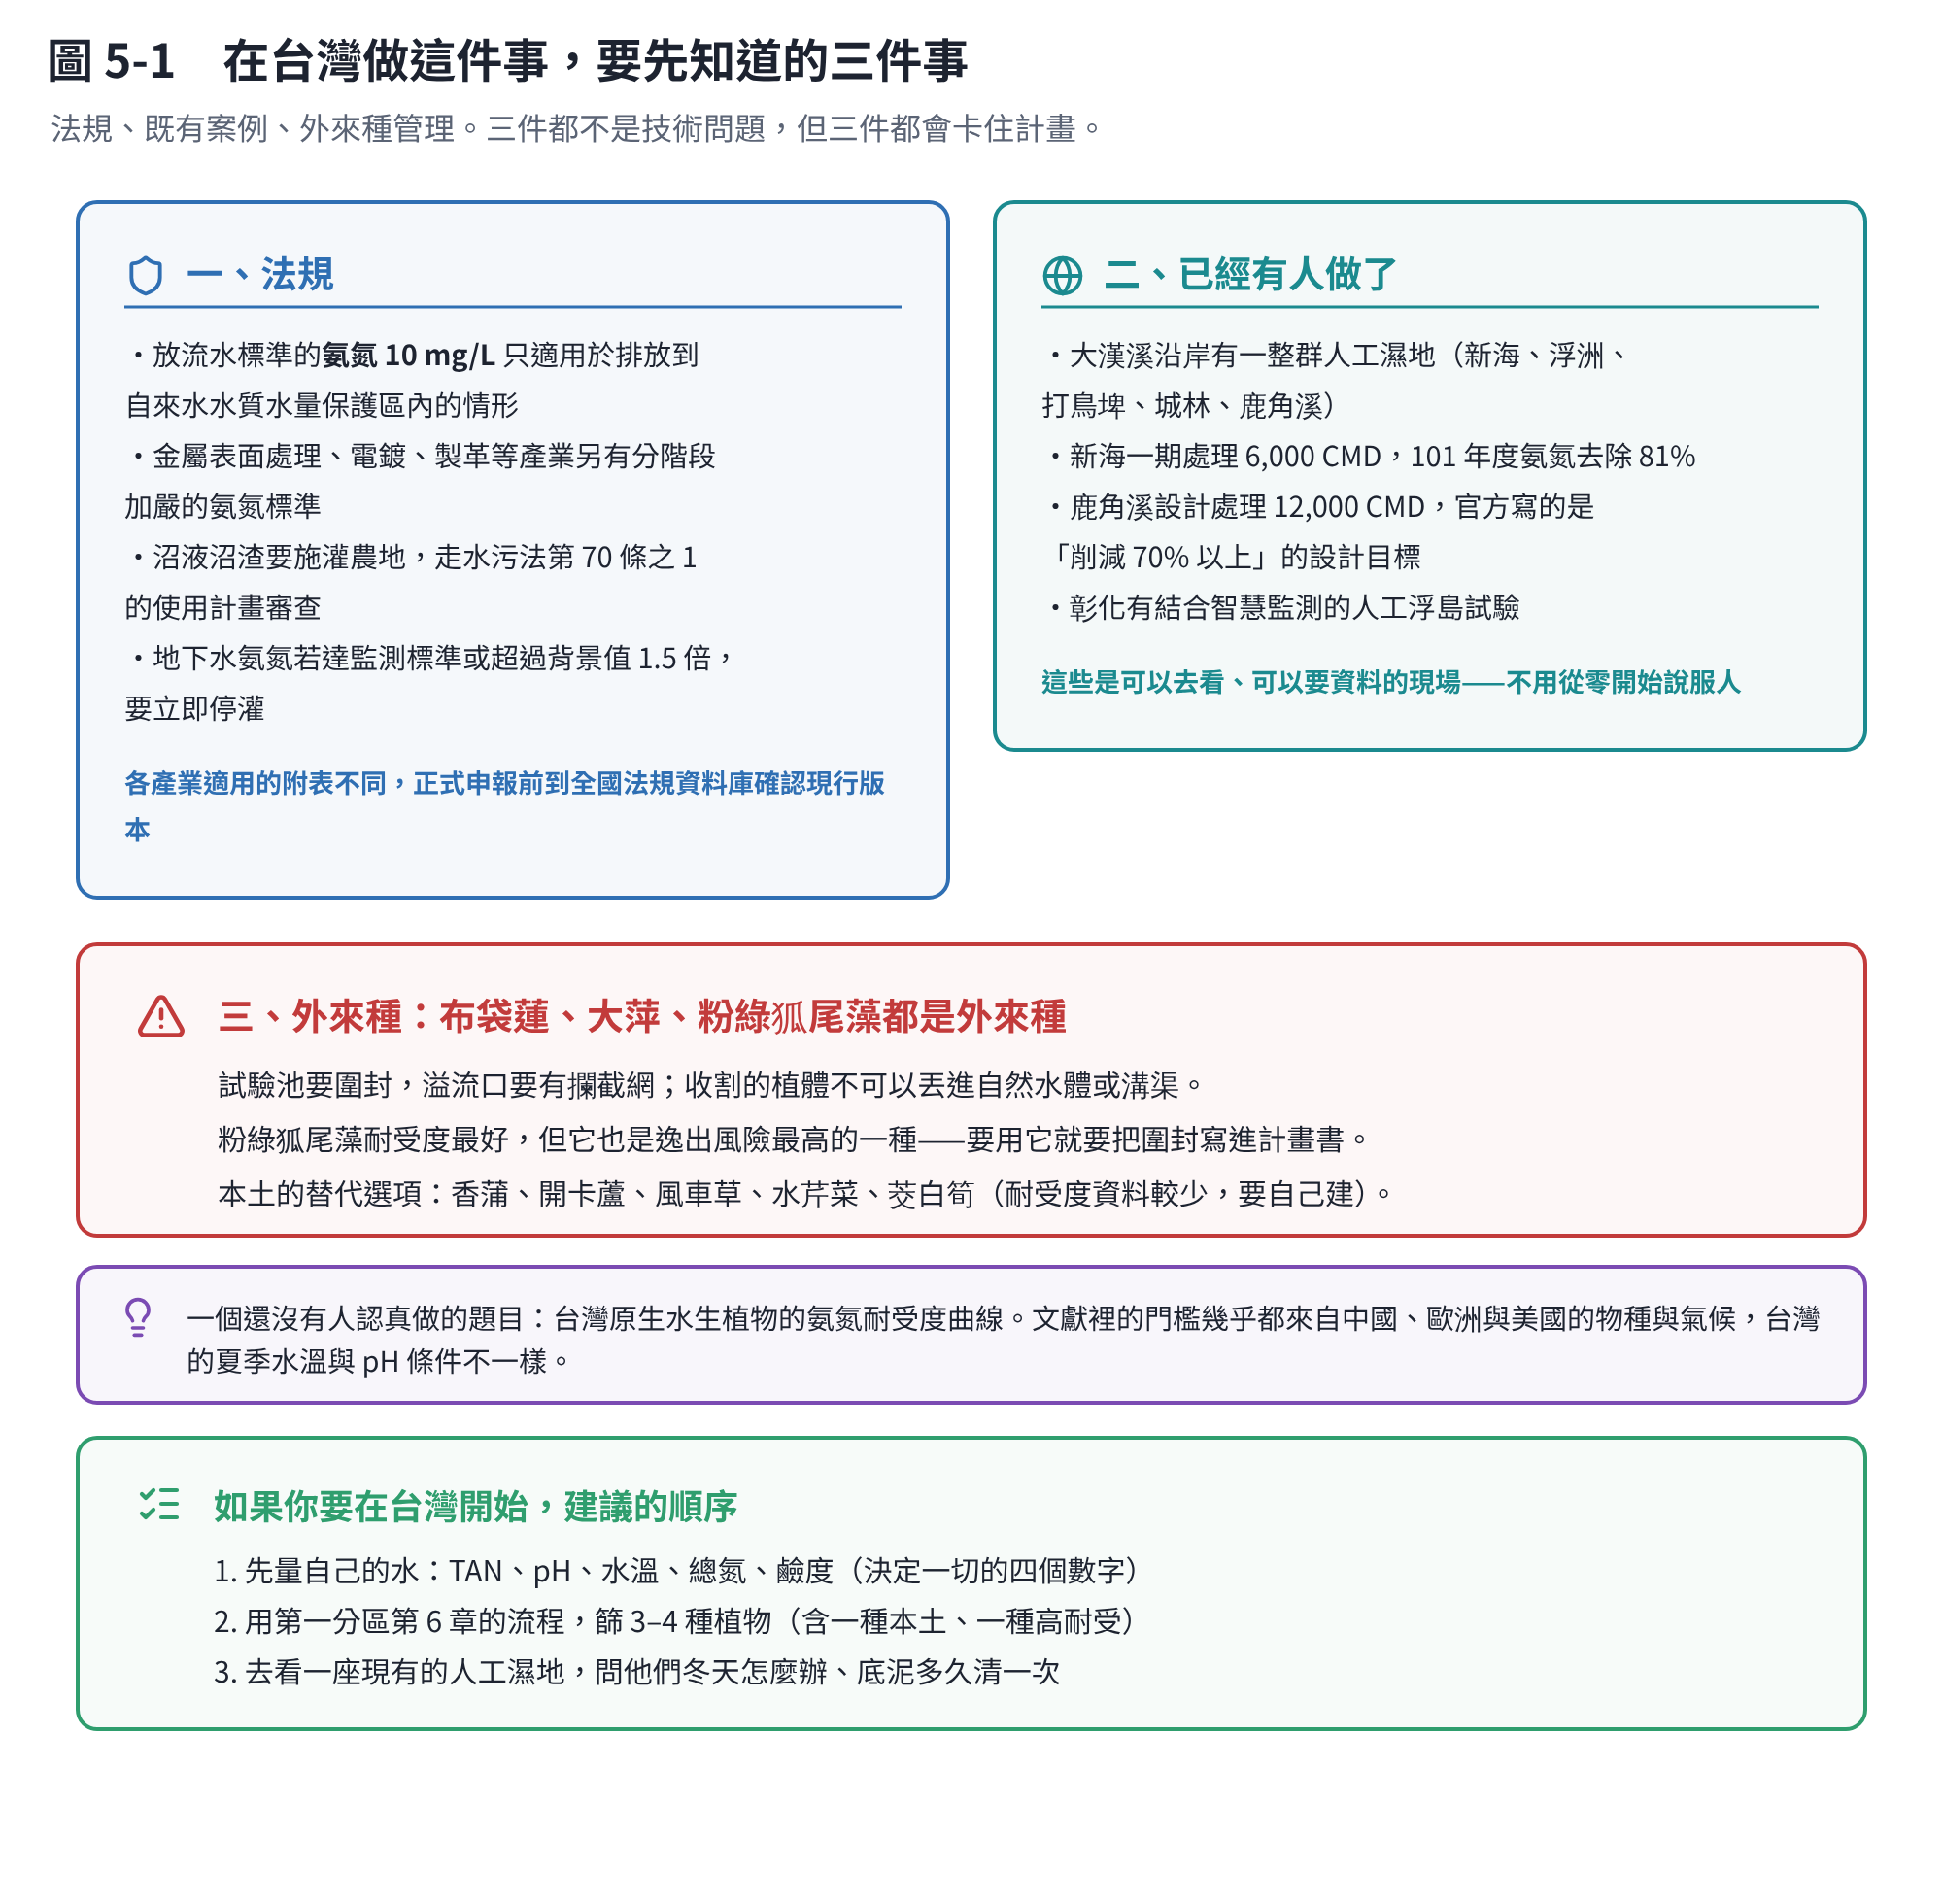 圖 5-1　在台灣做這件事，要先知道的三件事
法規、既有案例、外來種管理。三件都不是技術問題，但三件都會卡住計畫。
一、法規
・放流水標準的氨氮 10 mg/L 只適用於排放到
自來水水質水量保護區內的情形
・金屬表面處理、電鍍、製革等產業另有分階段
加嚴的氨氮標準
・沼液沼渣要施灌農地，走水污法第 70 條之 1
的使用計畫審查
・地下水氨氮若達監測標準或超過背景值 1.5 倍，
要立即停灌
各產業適用的附表不同，正式申報前到全國法規資料庫確認現行版
本
二、已經有人做了
・大漢溪沿岸有一整群人工濕地（新海、浮洲、
打鳥埤、城林、鹿角溪）
・新海一期處理 6,000 CMD，101 年度氨氮去除 81%
・鹿角溪設計處理 12,000 CMD，官方寫的是
「削減 70% 以上」的設計目標
・彰化有結合智慧監測的人工浮島試驗
這些是可以去看、可以要資料的現場——不用從零開始說服人
三、外來種：布袋蓮、大萍、粉綠狐尾藻都是外來種
試驗池要圍封，溢流口要有攔截網；收割的植體不可以丟進自然水體或溝渠。
粉綠狐尾藻耐受度最好，但它也是逸出風險最高的一種——要用它就要把圍封寫進計畫書。
本土的替代選項：香蒲、開卡蘆、風車草、水芹菜、茭白筍（耐受度資料較少，要自己建）。
一個還沒有人認真做的題目：台灣原生水生植物的氨氮耐受度曲線。文獻裡的門檻幾乎都來自中國、歐洲與美國的物種與氣候，台灣
的夏季水溫與 pH 條件不一樣。
如果你要在台灣開始，建議的順序
1. 先量自己的水：TAN、pH、水溫、總氮、鹼度（決定一切的四個數字）
2. 用第一分區第 6 章的流程，篩 3–4 種植物（含一種本土、一種高耐受）
3. 去看一座現有的人工濕地，問他們冬天怎麼辦、底泥多久清一次